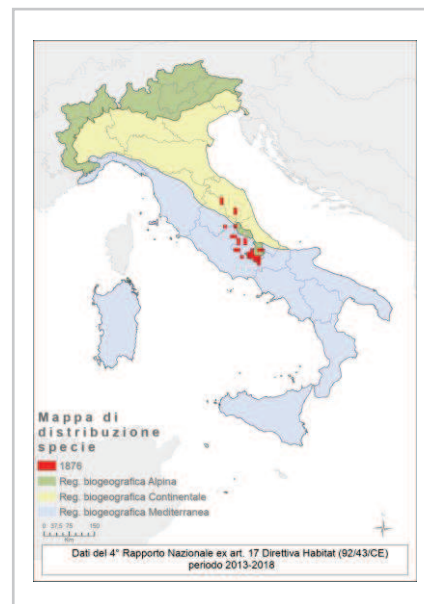 Mappa di
distribuzione
specie
1876
Reg. biogeografica Alpina
Reg. biogeografica Continentale
Reg. biogeografica Mediterranea
0 37,5 75 150
Km
Dati del 4° Rapporto Nazionale ex art. 17 Direttiva Habitat (92/43/CE)
periodo 2013-2018